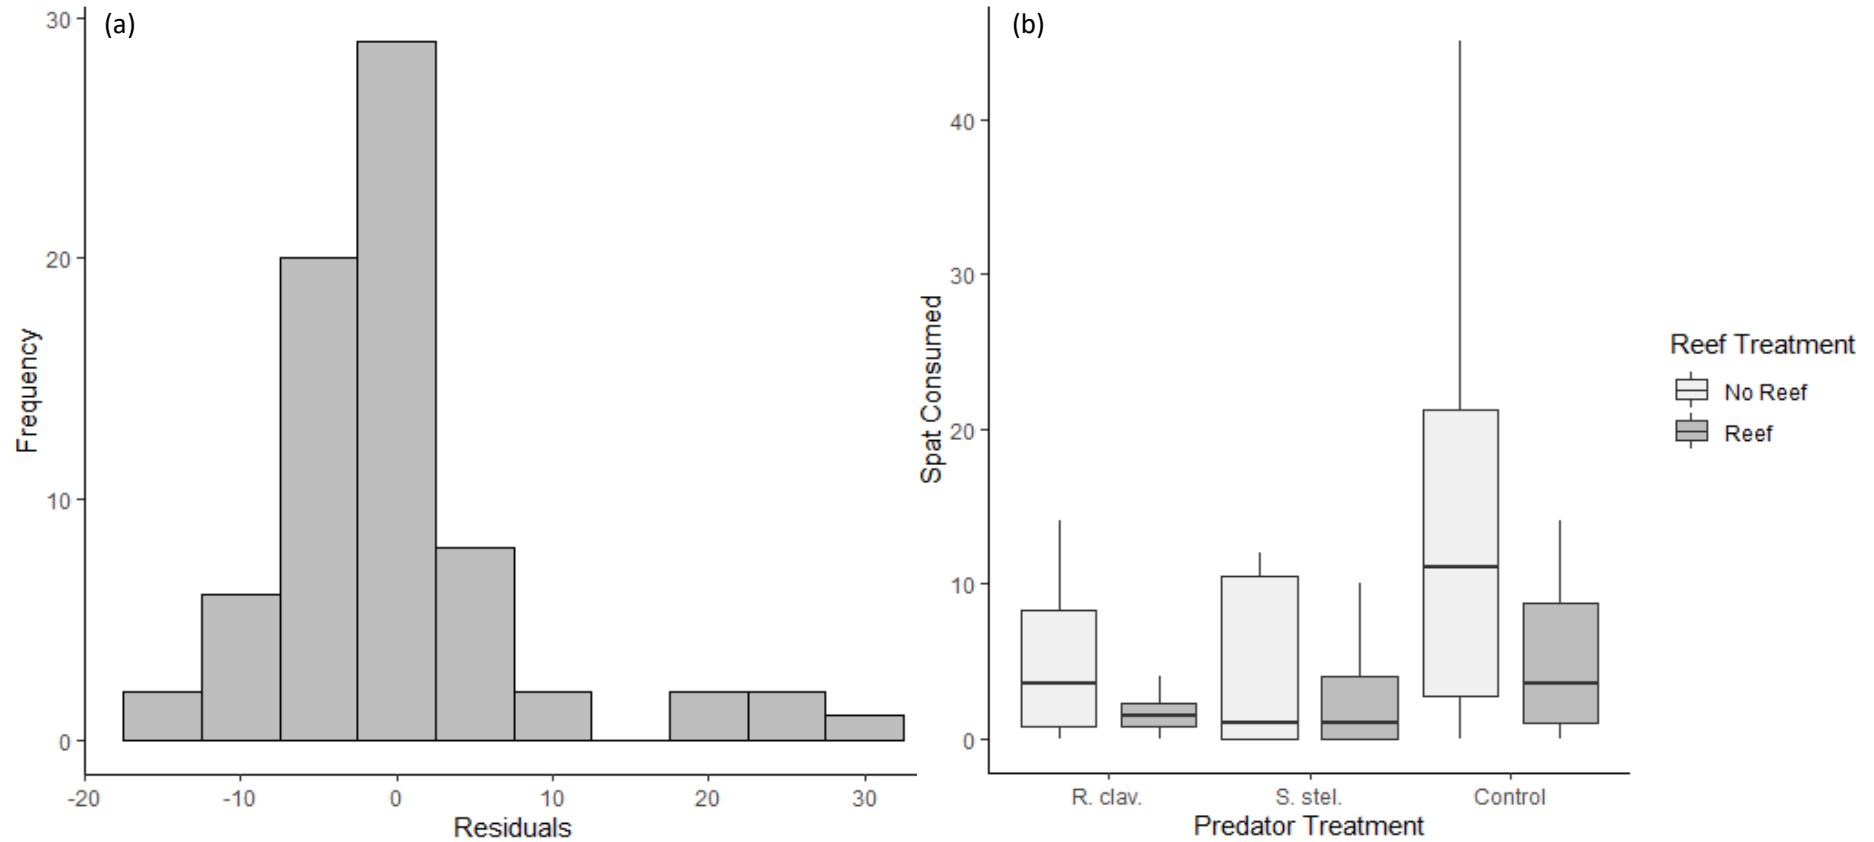 (a)
30
20
10
0
Frequency
-20
-10
0
10
20
30
Residuals
(b)
40
30
20
10
0
Spat Consumed
R. clav.
S. stel.
Control
Predator Treatment
Reef Treatment
No Reef
Reef